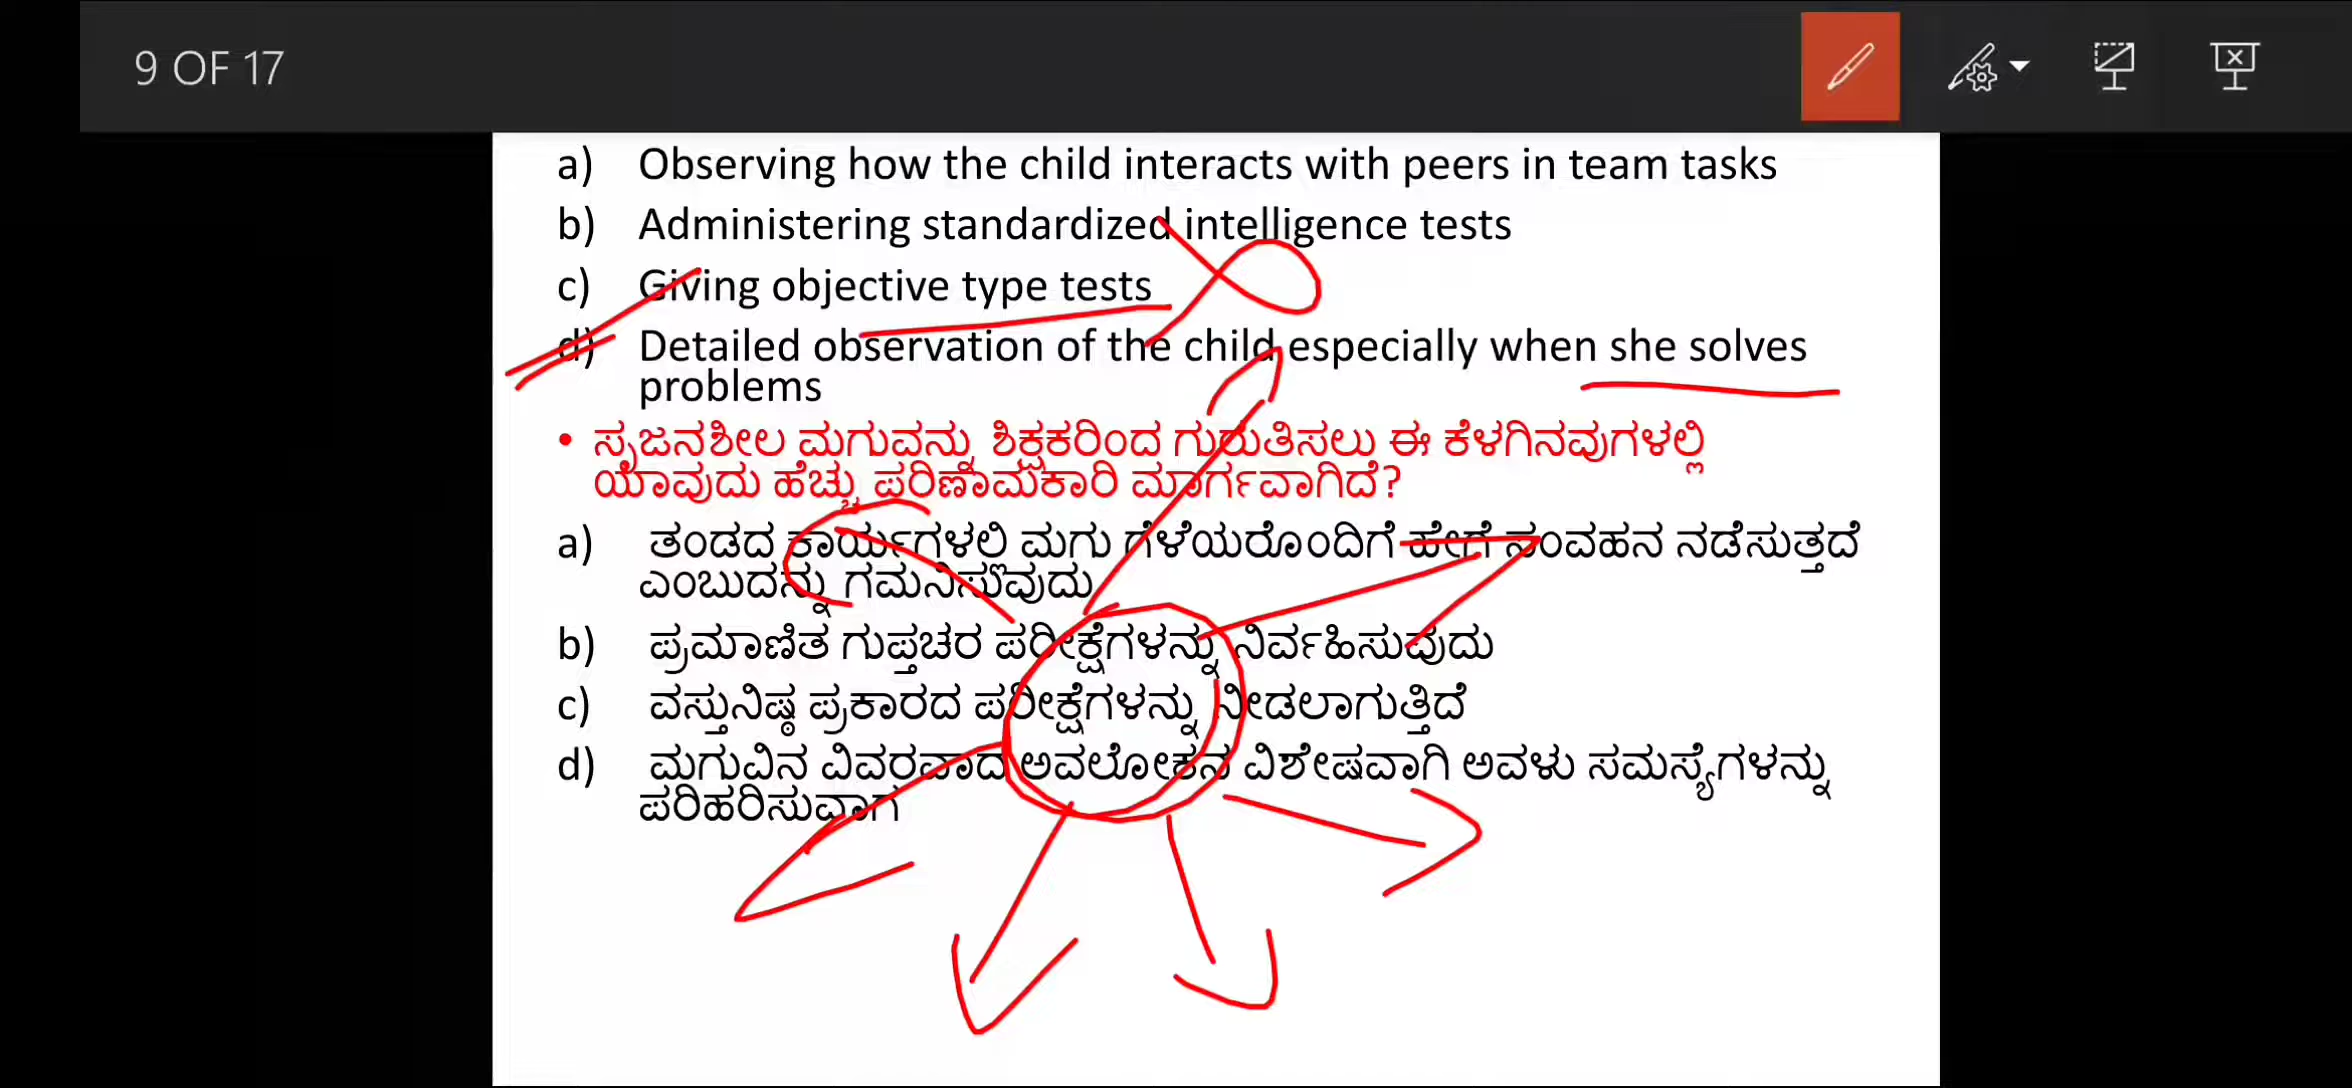 9 OF 17
a) Observing how the child interacts with peers in team tasks
b) Administering standardized intelligence tests
c) Giving objective type tests
d) Detailed observation of the child especially when she solves
problems
• ಸೃಜನಶೀಲ ಮಗುವನ್ನು ಶಿಕ್ಷಕರಿಂದ ಗುರುತಿಸಲು ಈ ಕೆಳಗಿನವುಗಳಲ್ಲಿ
ಯಾವುದು ಹೆಚ್ಚು ಪರಿಣಾಮಕಾರಿ ಮಾರ್ಗವಾಗಿದೆ?
a) ತಂಡದ ಕಾರ್ಯಗಳಲ್ಲಿ ಮಗು ಗೆಳೆಯರೊಂದಿಗೆ ಹೇಗೆ ಸಂವಹನ ನಡೆಸುತ್ತದೆ
ಎಂಬುದನ್ನು ಗಮನಿಸುವುದು
b) ಪ್ರಮಾಣಿತ ಗುಪ್ತಚರ ಪರೀಕ್ಷೆಗಳನ್ನು ನಿರ್ವಹಿಸುವುದು
c) ವಸ್ತುನಿಷ್ಠ ಪ್ರಕಾರದ ಪರೀಕ್ಷೆಗಳನ್ನು ನೀಡಲಾಗುತ್ತಿದೆ
d) ಮಗುವಿನ ವಿವರವಾದ ಅವಲೋಕನ ವಿಶೇಷವಾಗಿ ಅವಳು ಸಮಸ್ಯೆಗಳನ್ನು
ಪರಿಹರಿಸುವಾಗ